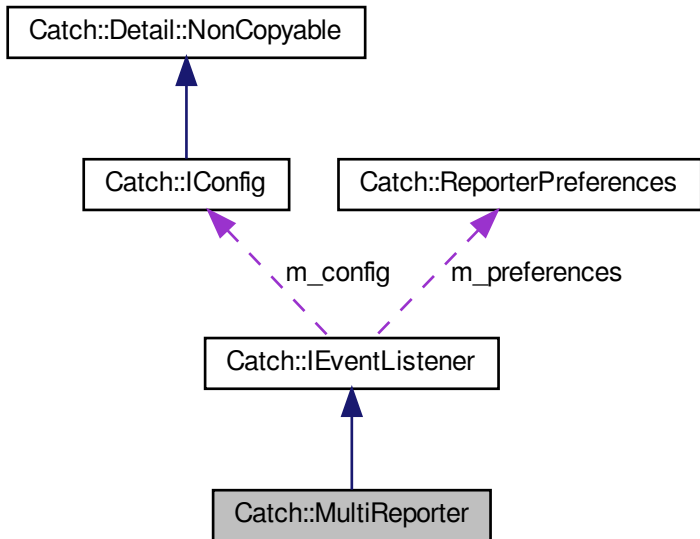 Catch::Detail::NonCopyable
Catch::IConfig
Catch::ReporterPreferences
m_config
m_preferences
Catch::IEventListener
Catch::MultiReporter